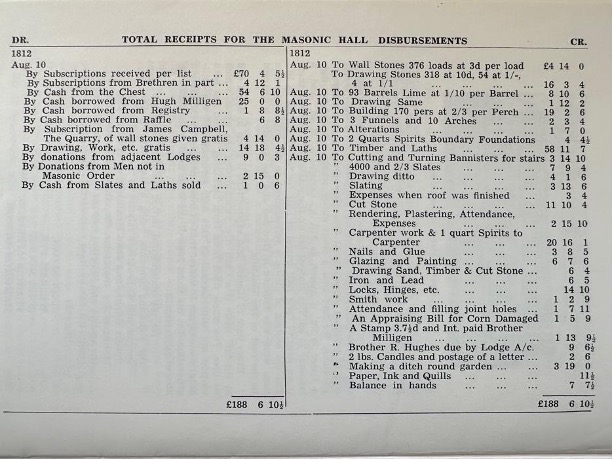 DR. TOTAL RECEIPTS FOR THE MASONIC HALL DISBURSEMENTS CR.
1812
Aug. 10
By Subscriptions received per list ... £70 4 5½
By Subscriptions from Brethren in part ... 4 12 1
By Cash from the Chest ... ... 54 6 10
By Cash borrowed from Hugh Milligen 25 0 0
By Cash borrowed from Registry ... 1 8 8½
By Cash borrowed from Raffle ... 6 8
By Subscription from James Campbell,
The Quarry, of wall stones given gratis 4 14 0
By Drawing, Work, etc. gratis ... 14 18 4½
By donations from adjacent Lodges ... 9 0 3
By Donations from Men not in
Masonic Order ... ... 2 15 0
By Cash from Slates and Laths sold ... 1 0 6
£188 6 10½
1812
Aug. 10 To Wall Stones 376 loads at 3d per load £4 14 0
To Drawing Stones 318 at 10d, 54 at 1/-,
4 at 1/1 ... ... ... 16 3 4
Aug. 10 To 93 Barrels Lime at 1/10 per Barrel ... 8 10 6
Aug. 10 To Drawing Same ... ... ... 1 12 2
Aug. 10 To Building 170 pers at 2/3 per Perch ... 19 2 6
Aug. 10 To 3 Funnels and 10 Arches ... ... 2 3 4
Aug. 10 To Alterations ... ... ... 1 7 0
Aug. 10 To 2 Quarts Spirits Boundary Foundations 4 4½
Aug. 10 To Timber and Laths ... ... 58 11 7
Aug. 10 To Cutting and Turning Bannisters for stairs 3 14 10
" 4000 and 2/3 Slates ... ... 7 9 4
" Drawing ditto ... ... ... 4 1 6
" Slating ... ... ... 3 13 6
" Expenses when roof was finished ... 3 4
" Cut Stone ... ... ... 11 10 4
" Rendering, Plastering, Attendance,
Expenses ... ... ... 2 15 10
" Carpenter work & 1 quart Spirits to
Carpenter ... ... ... 20 16 1
" Nails and Glue ... ... ... 3 8 5
" Glazing and Painting ... ... ... 6 7 6
" Drawing Sand, Timber & Cut Stone ... 6 4
" Iron and Lead ... ... ... 6 5
" Locks, Hinges, etc. ... ... ... 14 10
" Smith work ... ... ... 1 2 9
" Attendance and filling joint holes ... 1 7 11
" An Appraising Bill for Corn Damaged 1 5 9
" A Stamp 3.7½d and Int. paid Brother
Milligen ... ... ... ... 1 13 9½
" Brother R. Hughes due by Lodge A/c. 9 6½
" 2 lbs. Candles and postage of a letter ... 2 6
" Making a ditch round garden ... ... 3 19 0
" Paper, Ink and Quills ... ... ... 11½
" Balance in hands ... ... ... 7 7½
£188 6 10½